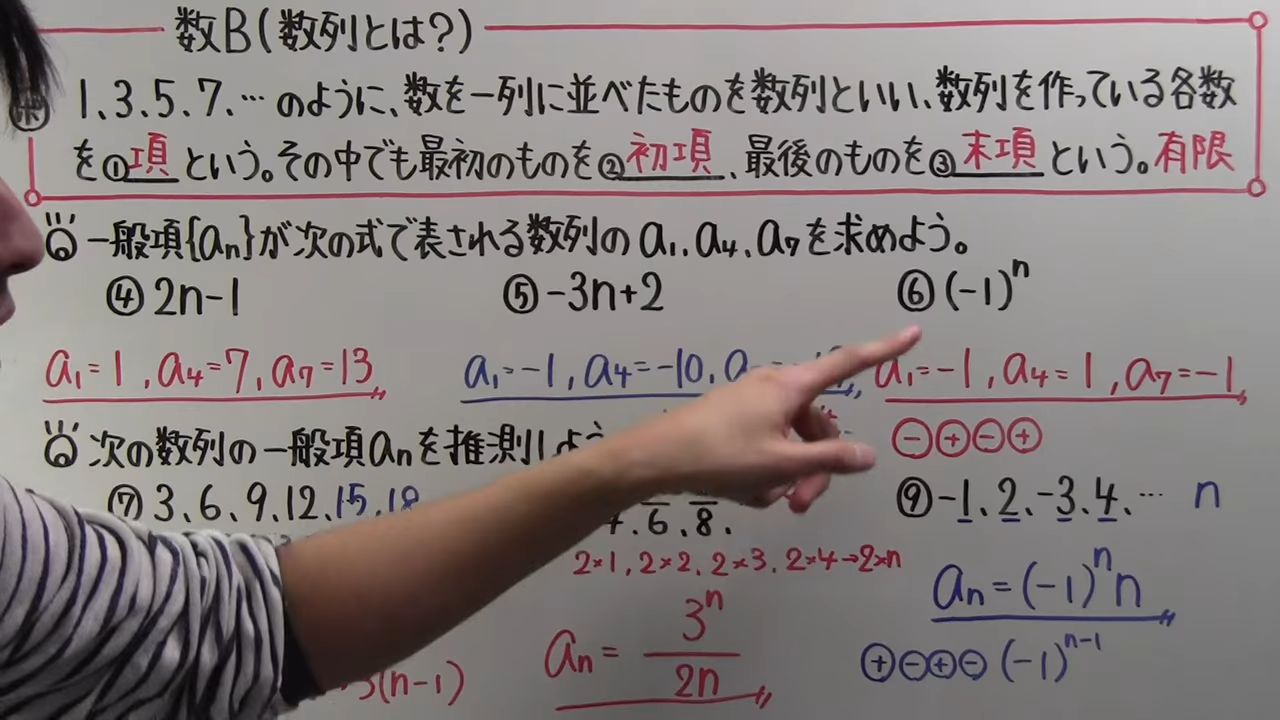 数B(数列とは?)
ポ 1.3.5.7.…のように、数を一列に並べたものを数列といい、数列を作っている各数
を①項という。その中でも最初のものを②初項、最後のものを③末項という。有限
一般項{an}が次の式で表される数列のa1.a4.a7を求めよう。
④2n-1 ⑤-3n+2 ⑥(-1)^n
a1=1,a4=7,a7=13 a1=-1,a4=-10, a1=-1,a4=1,a7=-1
⊖⊕⊖⊕
次の数列の一般項anを推測しよう
⑦3、6、9、12、15、18 6、8. ⑨-1、2、-3、4、… n
2×1,2×2,2×3,2×4→2×n
an=3^n/2n an=(-1)^n n
3(n-1) ⊕⊖⊕⊖(-1)^{n-1}